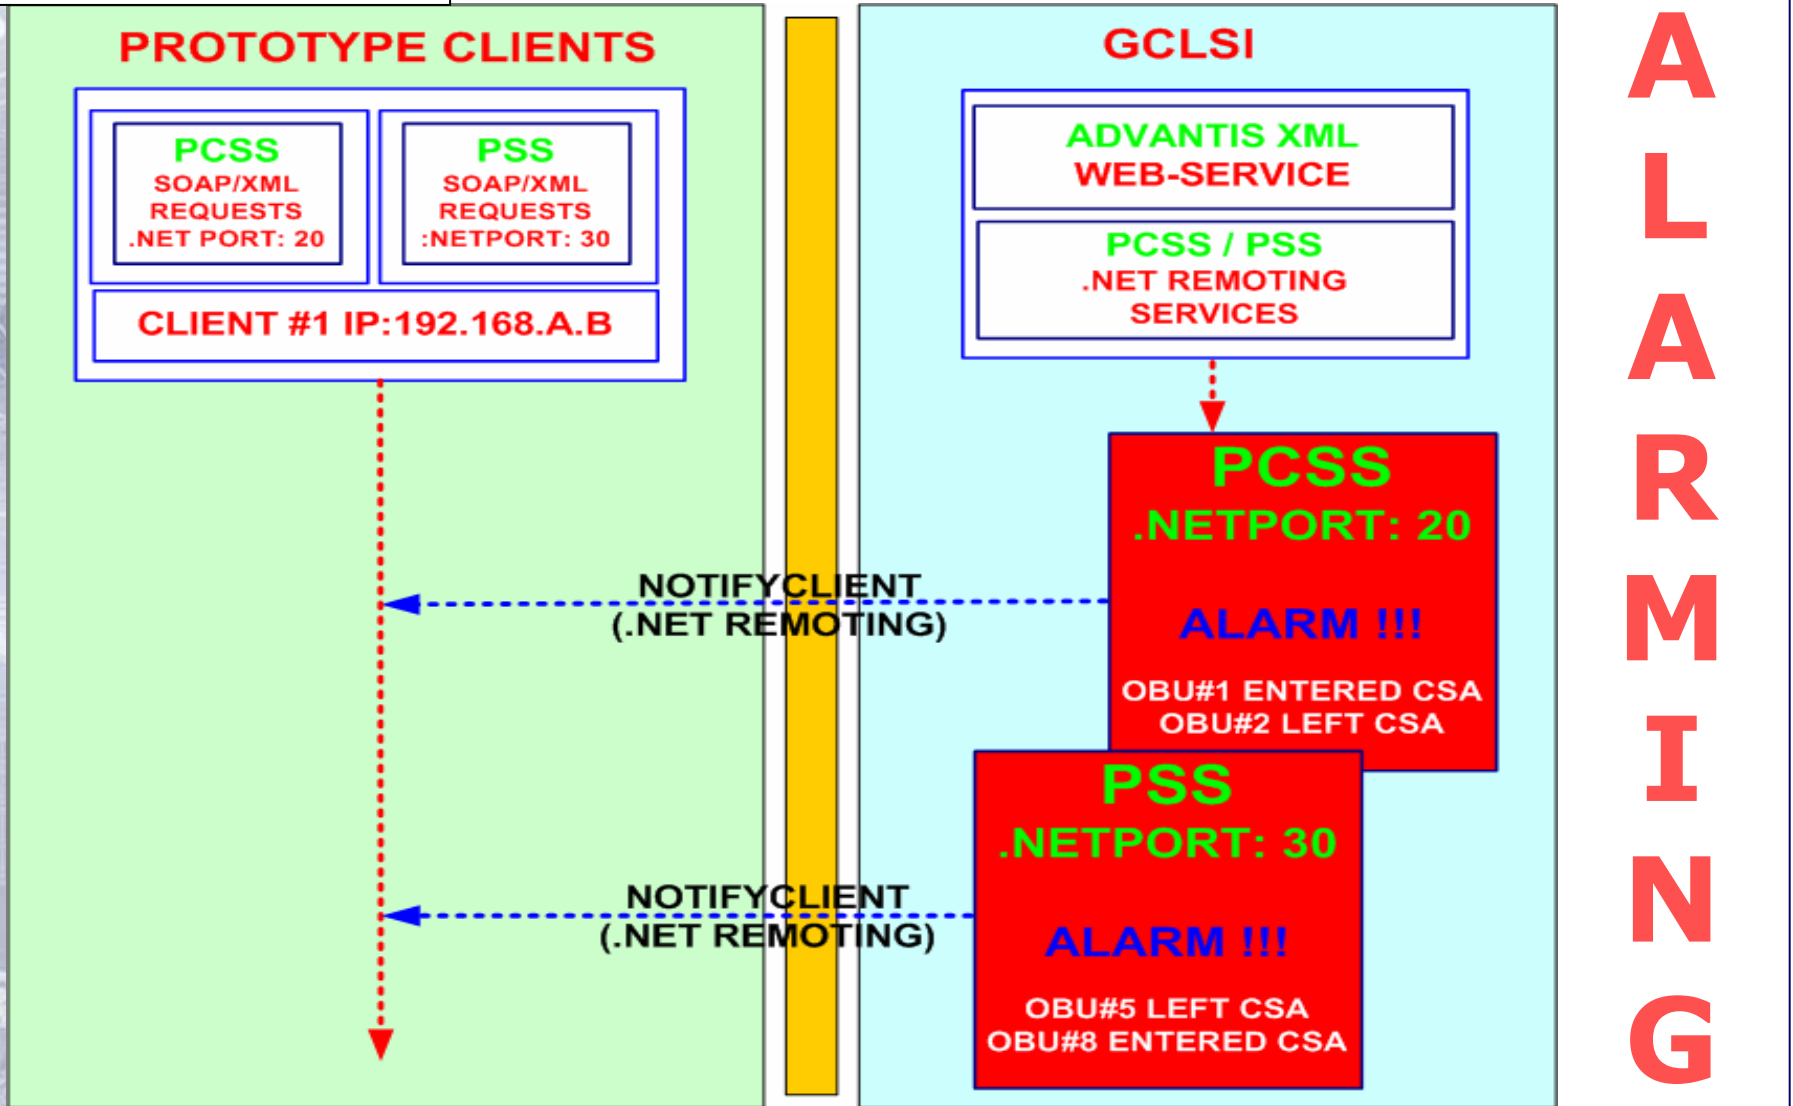 PROTOTYPE CLIENTS
PCSS
SOAP/XML
REQUESTS
.NET PORT: 20
PSS
SOAP/XML
REQUESTS
:NETPORT: 30
CLIENT #1 IP:192.168.A.B
GCLSI
ADVANTIS XML
WEB-SERVICE
PCSS / PSS
.NET REMOTING
SERVICES
PCSS
.NETPORT: 20
ALARM !!!
OBU#1 ENTERED CSA
OBU#2 LEFT CSA
NOTIFYCLIENT
(.NET REMOTING)
PSS
.NETPORT: 30
ALARM !!!
OBU#5 LEFT CSA
OBU#8 ENTERED CSA
NOTIFYCLIENT
(.NET REMOTING)
ALARMING